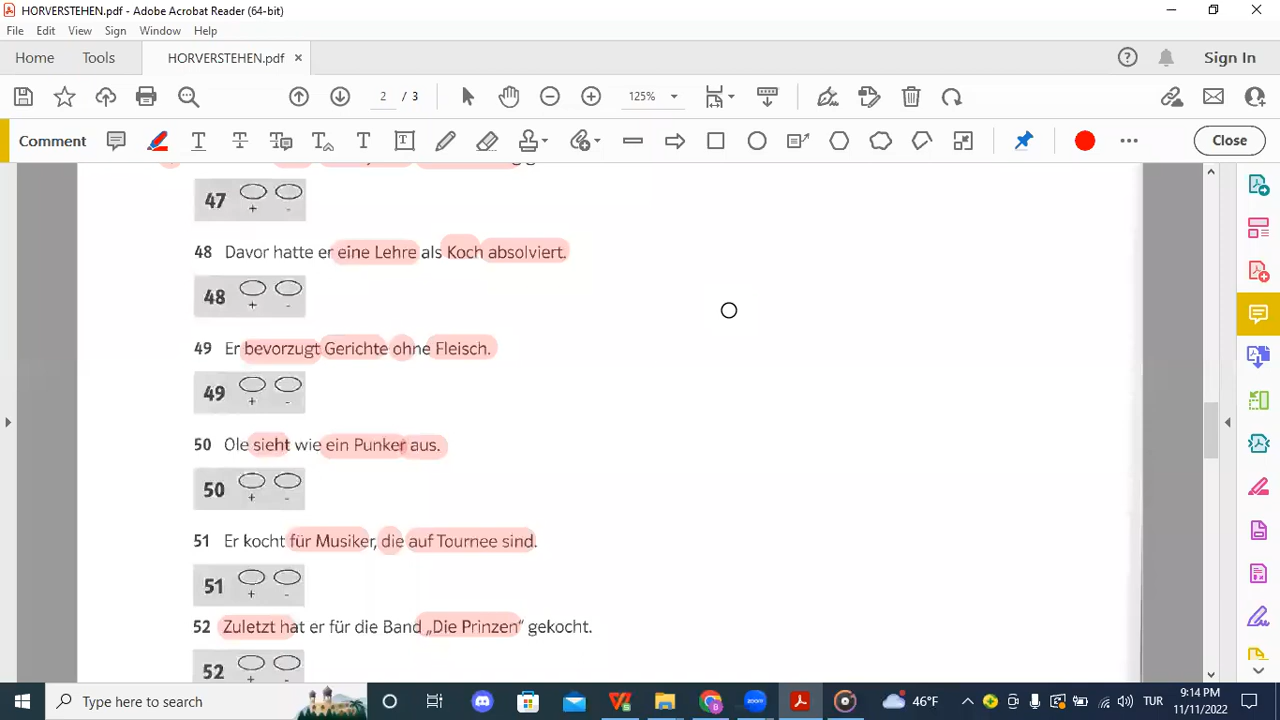 HORVERSTEHEN.pdf - Adobe Acrobat Reader (64-bit)
File Edit View Sign Window Help
Home Tools HORVERSTEHEN.pdf × Sign In
2 / 3 125%
Comment Close
47 + -
48 Davor hatte er eine Lehre als Koch absolviert.
48 + -
49 Er bevorzugt Gerichte ohne Fleisch.
49 + -
50 Ole sieht wie ein Punker aus.
50 + -
51 Er kocht für Musiker, die auf Tournee sind.
51 + -
52 Zuletzt hat er für die Band „Die Prinzen“ gekocht.
52 + -
Type here to search 46°F TUR 9:14 PM
11/11/2022